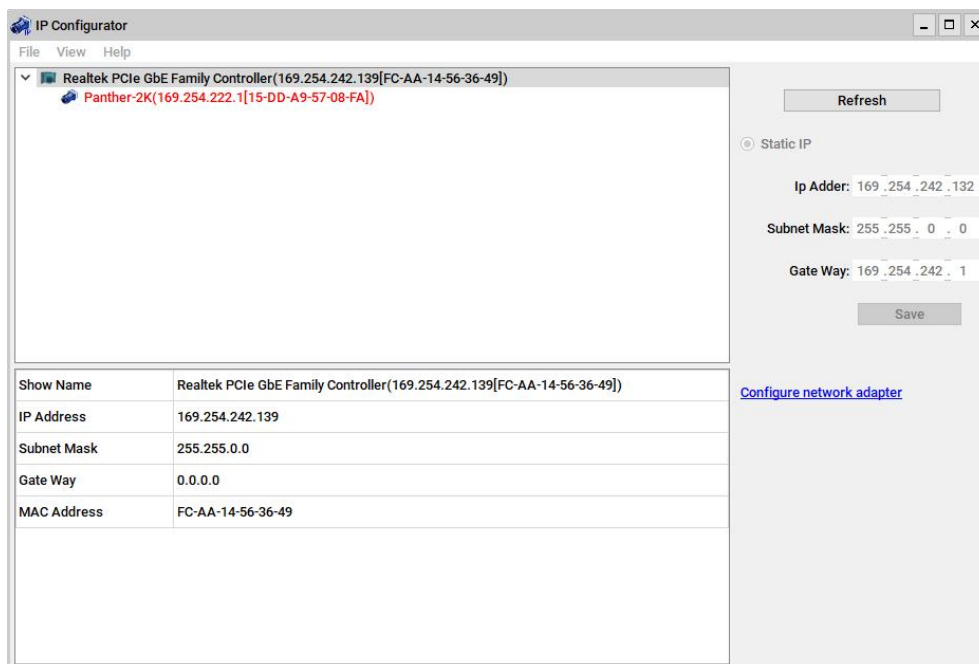 IP Configurator
File View Help
Realtek PCIe GbE Family Controller(169.254.242.139[FC-AA-14-56-36-49])
Panther-2K(169.254.222.1[15-DD-A9-57-08-FA])
Refresh
Static IP
Ip Adder: 169 .254 .242 .132
Subnet Mask: 255 .255 . 0 . 0
Gate Way: 169 .254 .242 . 1
Save
Show Name Realtek PCIe GbE Family Controller(169.254.242.139[FC-AA-14-56-36-49])
IP Address 169.254.242.139
Subnet Mask 255.255.0.0
Gate Way 0.0.0.0
MAC Address FC-AA-14-56-36-49
Configure network adapter